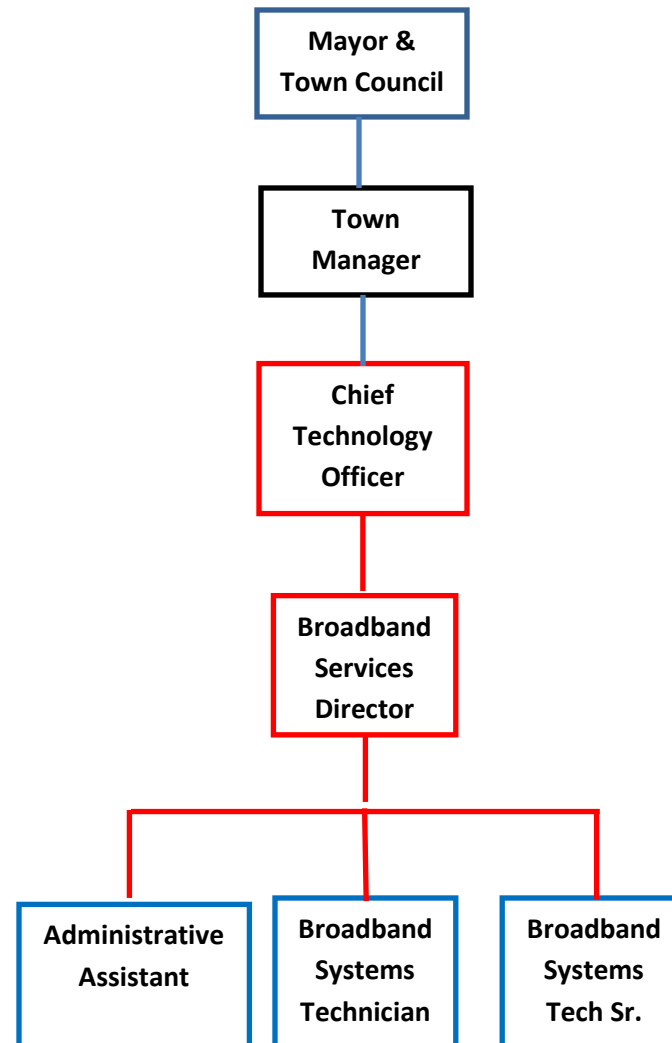 Mayor &
Town Council
Town
Manager
Chief
Technology
Officer
Broadband
Services
Director
Administrative
Assistant
Broadband
Systems
Technician
Broadband
Systems
Tech Sr.